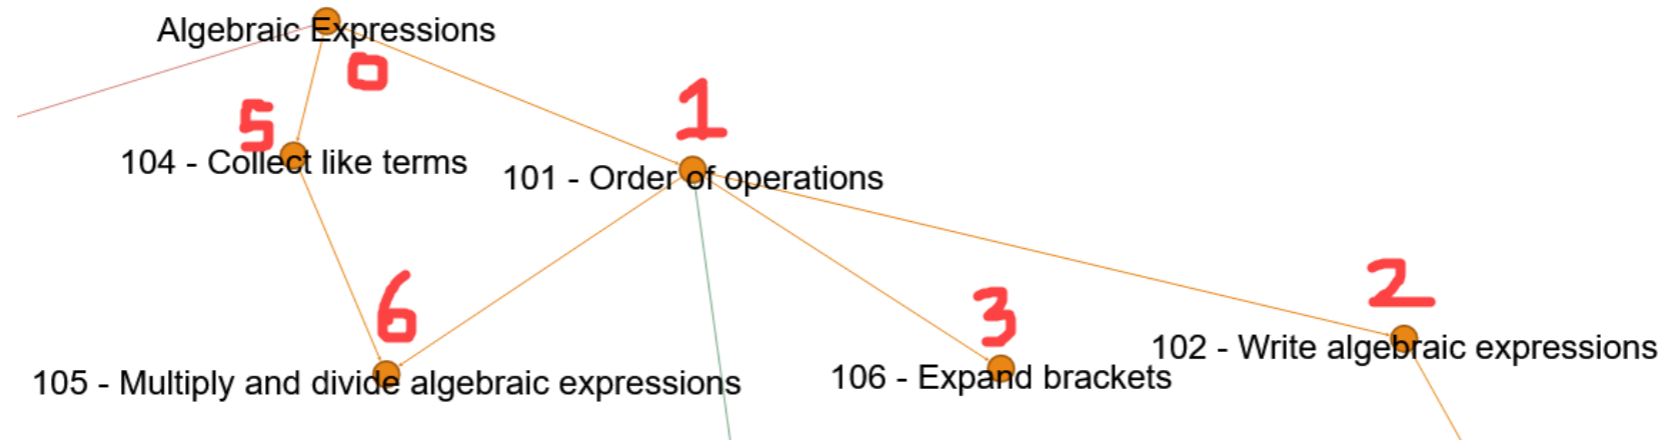 Algebraic Expressions
0
1
5
104 - Collect like terms
101 - Order of operations
2
6
3
102 - Write algebraic expressions
105 - Multiply and divide algebraic expressions
106 - Expand brackets